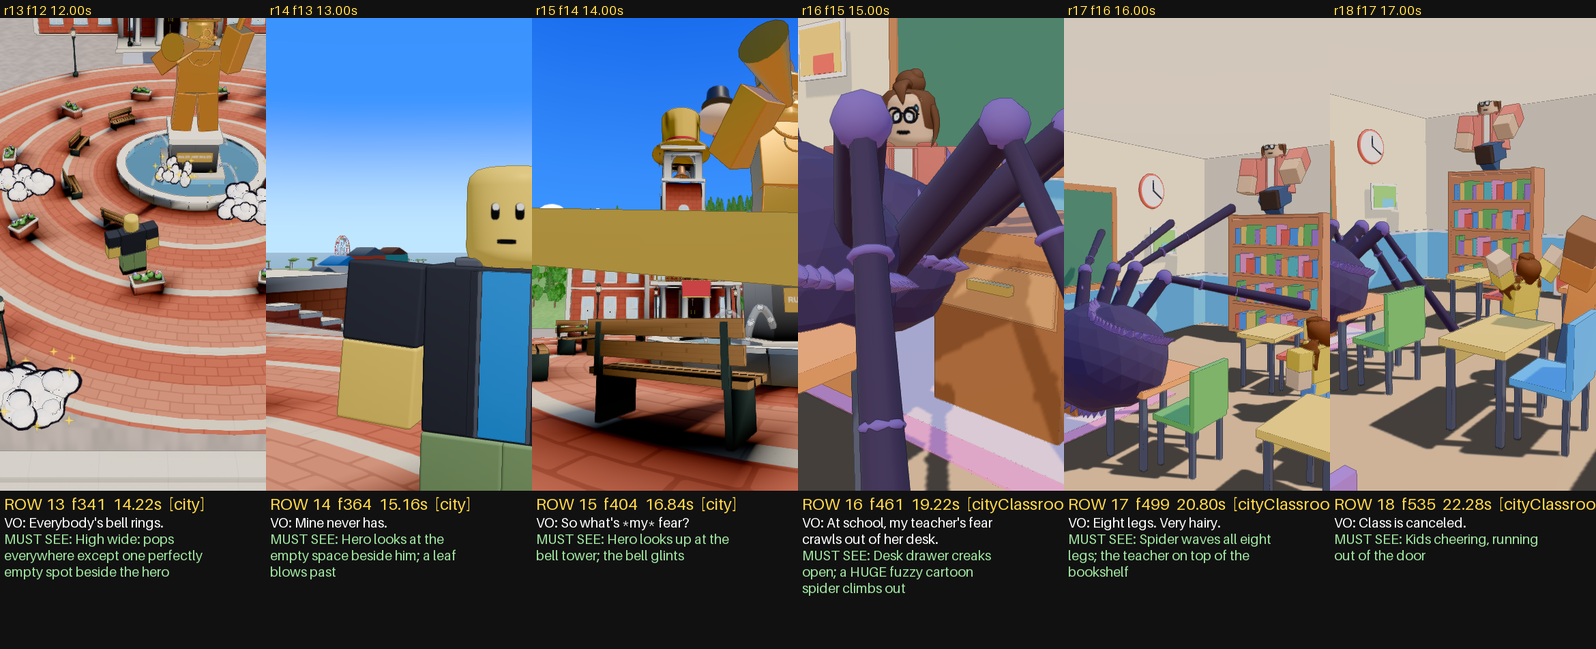 r13 f12 12.00s
r14 f13 13.00s
r15 f14 14.00s
r16 f15 15.00s
r17 f16 16.00s
r18 f17 17.00s
RU
ROW 13 f341 14.22s [city]
VO: Everybody's bell rings.
MUST SEE: High wide: pops
everywhere except one perfectly
empty spot beside the hero
ROW 14 f364 15.16s [city]
VO: Mine never has.
MUST SEE: Hero looks at the
empty space beside him; a leaf
blows past
ROW 15 f404 16.84s [city]
VO: So what's *my* fear?
MUST SEE: Hero looks up at the
bell tower; the bell glints
ROW 16 f461 19.22s [cityClassroo
VO: At school, my teacher's fear
crawls out of her desk.
MUST SEE: Desk drawer creaks
open; a HUGE fuzzy cartoon
spider climbs out
ROW 17 f499 20.80s [cityClassroo
VO: Eight legs. Very hairy.
MUST SEE: Spider waves all eight
legs; the teacher on top of the
bookshelf
ROW 18 f535 22.28s [cityClassroo
VO: Class is canceled.
MUST SEE: Kids cheering, running
out of the door